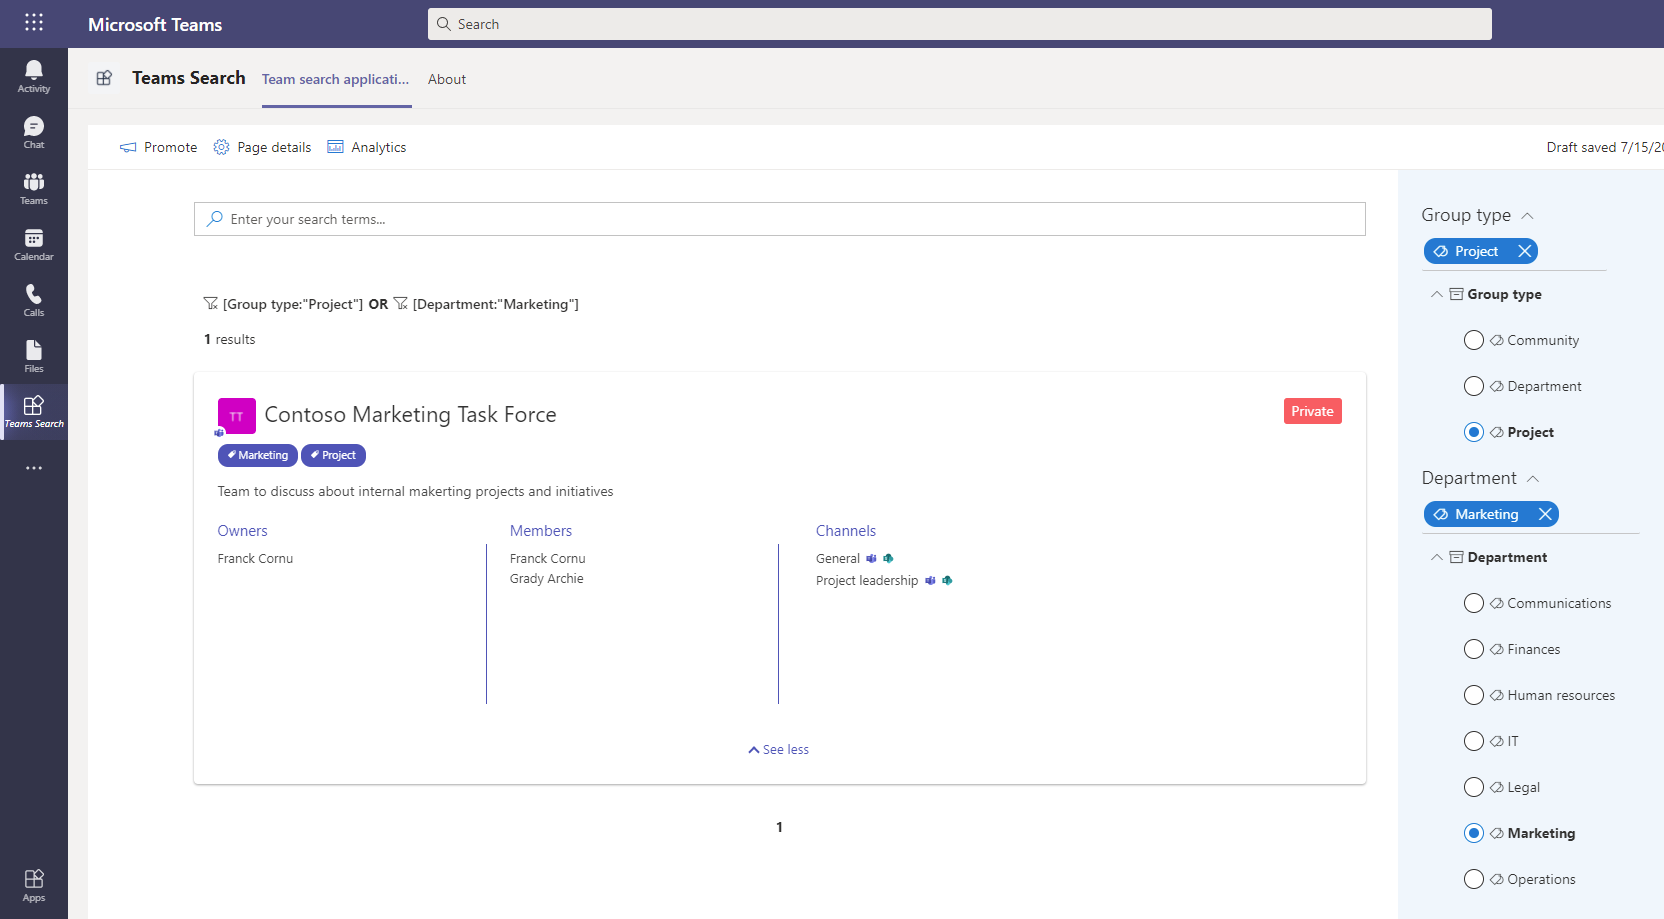 Microsoft Teams
Search
Activity
Chat
Teams
Calendar
Calls
Files
Teams Search
Apps
Teams Search
Team search applicati...
About
Promote
Page details
Analytics
Draft saved 7/15/20
Enter your search terms...
[Group type:"Project"] OR [Department:"Marketing"]
1 results
TT
Contoso Marketing Task Force
Private
Marketing
Project
Team to discuss about internal makerting projects and initiatives
Owners
Franck Cornu
Members
Franck Cornu
Grady Archie
Channels
General
Project leadership
See less
1
Group type
Project
Group type
Community
Department
Project
Department
Marketing
Department
Communications
Finances
Human resources
IT
Legal
Marketing
Operations